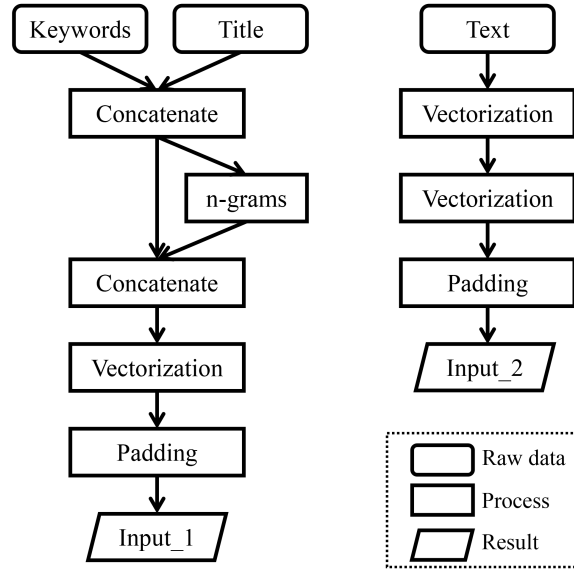 Keywords
Title
Concatenate
n-grams
Concatenate
Vectorization
Padding
Input_1
Text
Vectorization
Vectorization
Padding
Input_2
Raw data
Process
Result